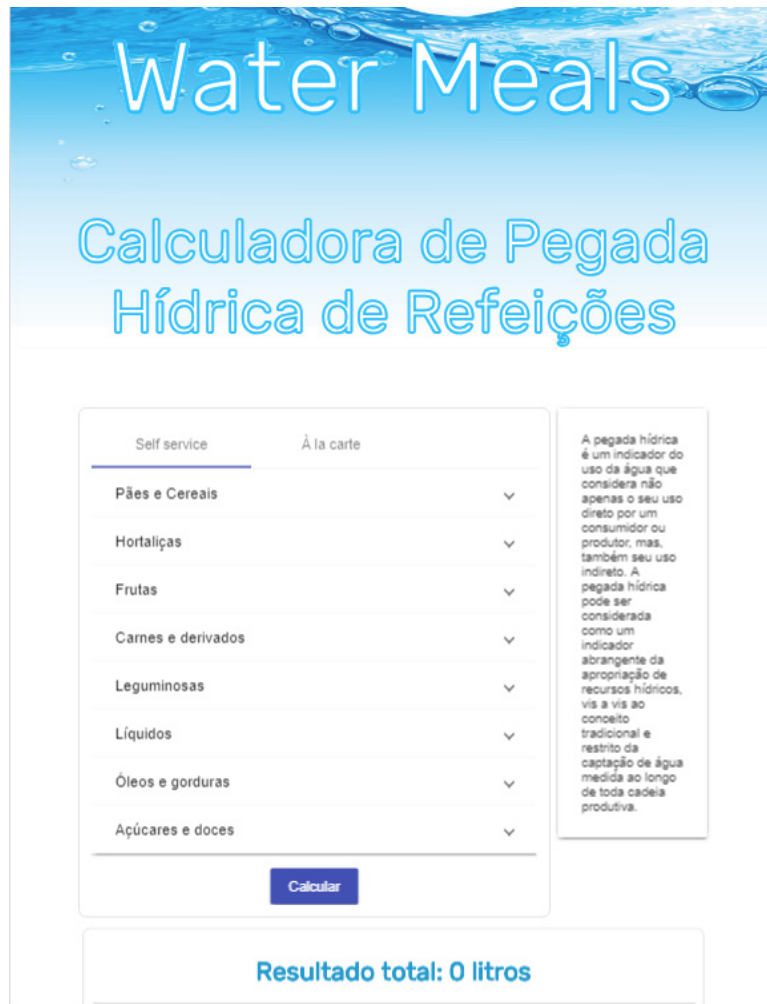 Water Meals
Calculadora de Pegada
Hídrica de Refeições
Self service
À la carte
Pães e Cereais
Hortaliças
Frutas
Carnes e derivados
Leguminosas
Líquidos
Óleos e gorduras
Açúcares e doces
Calcular
A pegada hídrica
é um indicador do
uso da água que
considera não
apenas o seu uso
direto por um
consumidor ou
produtor, mas,
também seu uso
indireto. A
pegada hídrica
pode ser
considerada
como um
indicador
abrangente da
apropriação de
recursos hídricos,
vis a vis ao
conceito
tradicional e
restrito da
captação de água
medida ao longo
de toda cadeia
produtiva.
Resultado total: 0 litros